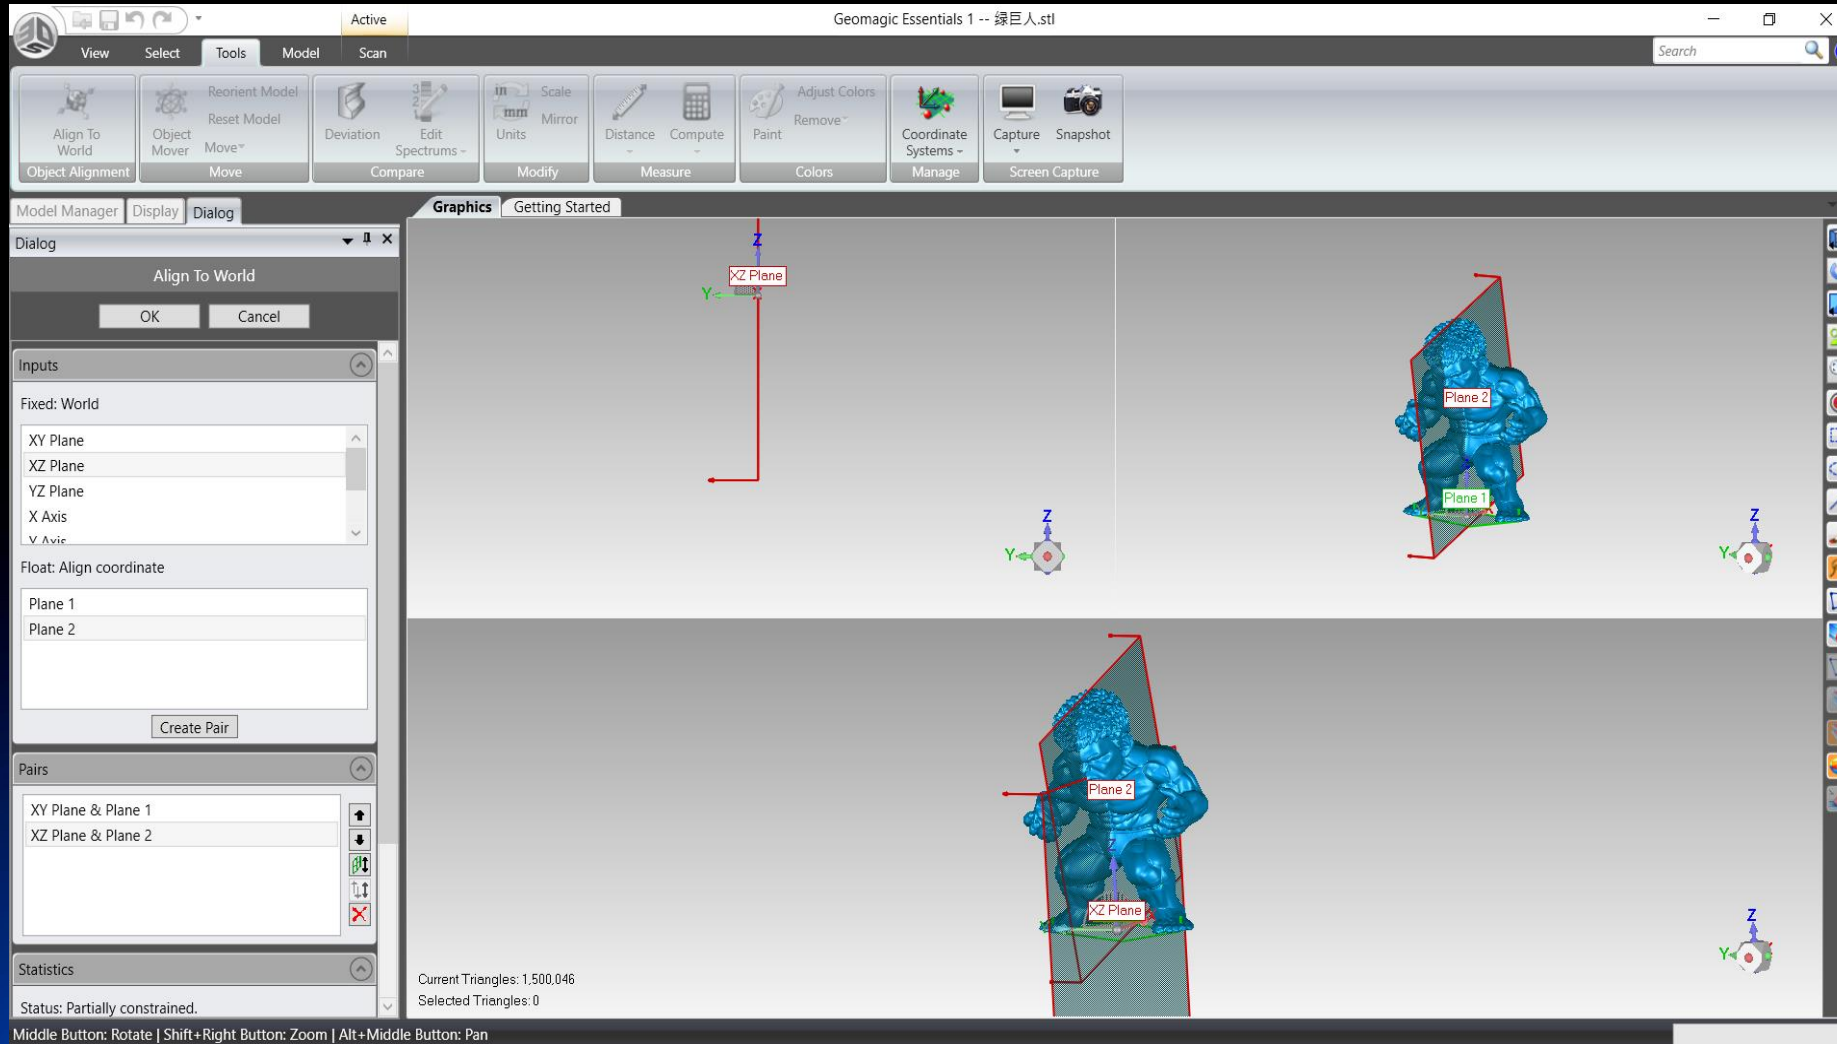 Active
Geomagic Essentials 1 -- 绿巨人.stl
View Select Tools Model Scan
Search
Align To World
Object Mover
Reorient Model
Reset Model
Move
Deviation
Edit Spectrums
in
mm
Units
Scale
Mirror
Distance
Compute
Paint
Adjust Colors
Remove
Coordinate Systems
Capture
Snapshot
Object Alignment Move Compare Modify Measure Colors Manage Screen Capture
Model Manager Display Dialog
Graphics Getting Started
Dialog
Align To World
OK Cancel
Inputs
Fixed: World
XY Plane
XZ Plane
YZ Plane
X Axis
Y Axis
Float: Align coordinate
Plane 1
Plane 2
Create Pair
Pairs
XY Plane & Plane 1
XZ Plane & Plane 2
Statistics
Status: Partially constrained.
Z
XZ Plane
Y
Z
Y
Plane 2
Plane 1
Z
Y
Plane 2
Z
XZ Plane
Z
Y
Current Triangles: 1,500,046
Selected Triangles: 0
Middle Button: Rotate | Shift+Right Button: Zoom | Alt+Middle Button: Pan